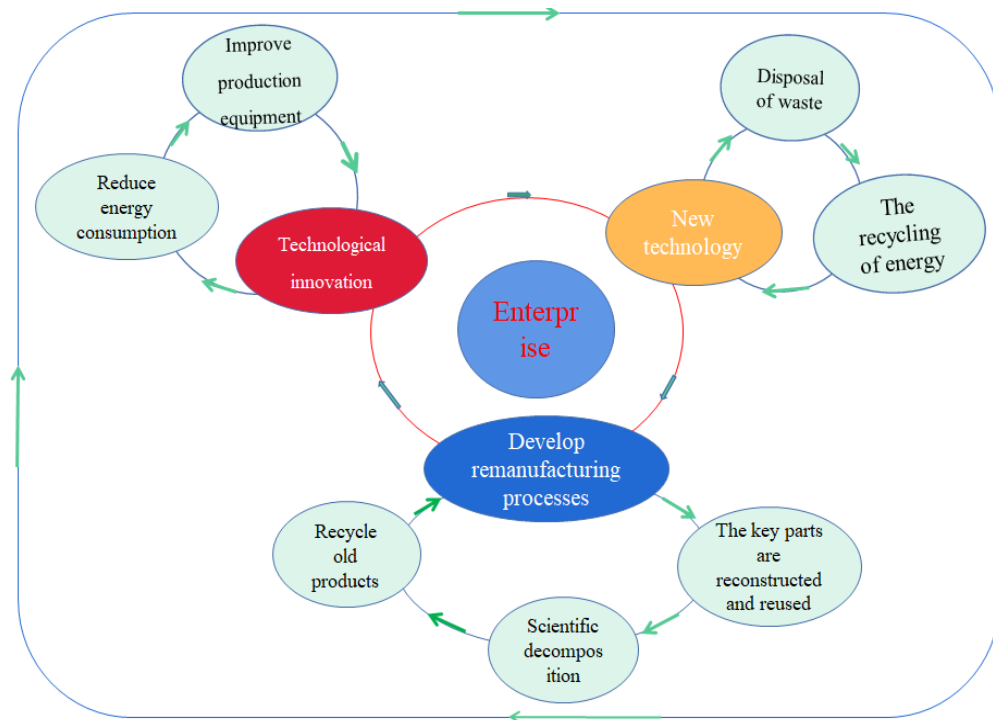 Improve
production
equipment
Reduce
energy
consumption
Technological
innovation
Disposal
of waste
New
technology
The
recycling
of energy
Enterpr
ise
Develop
remanufacturing
processes
Recycle
old
products
The key parts
are
reconstructed
and reused
Scientific
decompos
ition